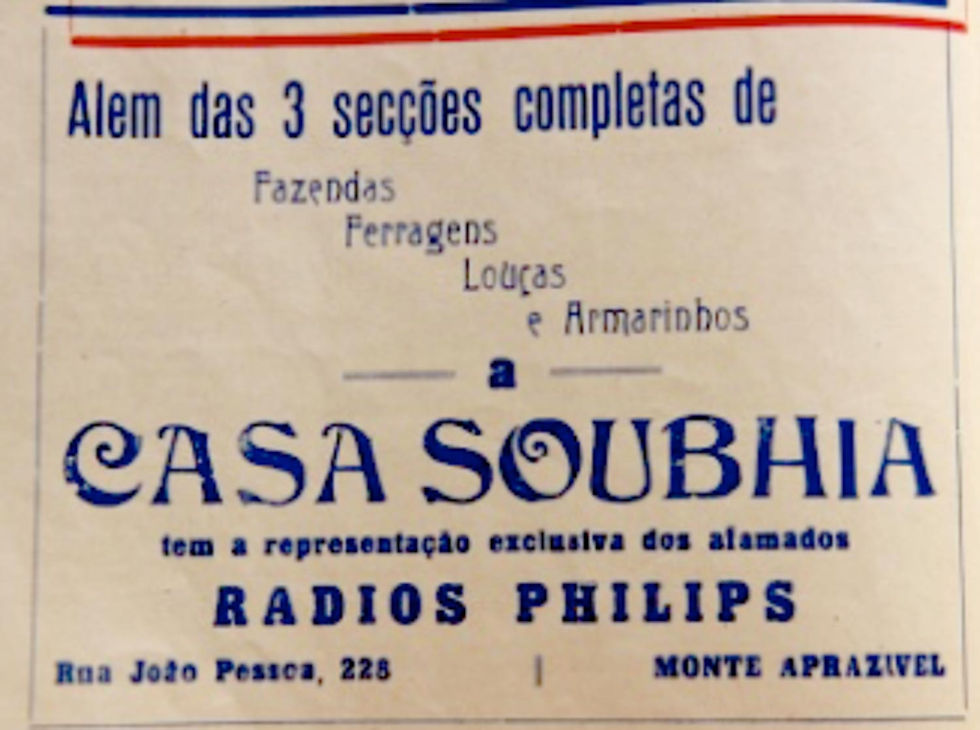 Alem das 3 secções completas de
Fazendas
Ferragens
Louças
e Armarinhos
a
CASA SOUBHIA
tem a representação exclusiva dos afamados
RADIOS PHILIPS
Rua João Pessoa, 228 | MONTE APRAZIVEL